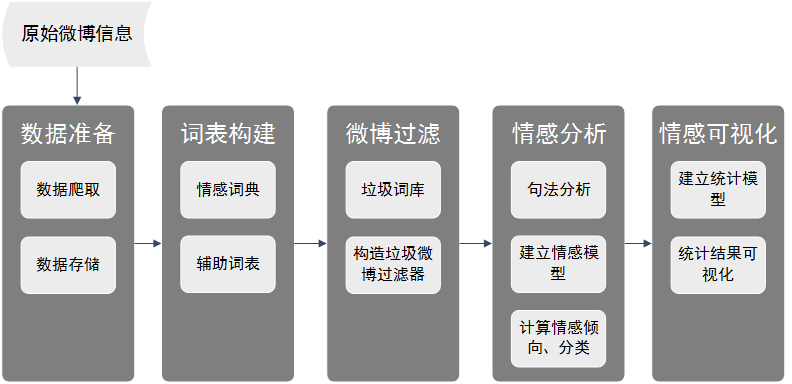 原始微博信息
数据准备
数据爬取
数据存储
词表构建
情感词典
辅助词表
微博过滤
垃圾词库
构造垃圾微
博过滤器
情感分析
句法分析
建立情感模
型
计算情感倾
向、分类
情感可视化
建立统计模
型
统计结果可
视化